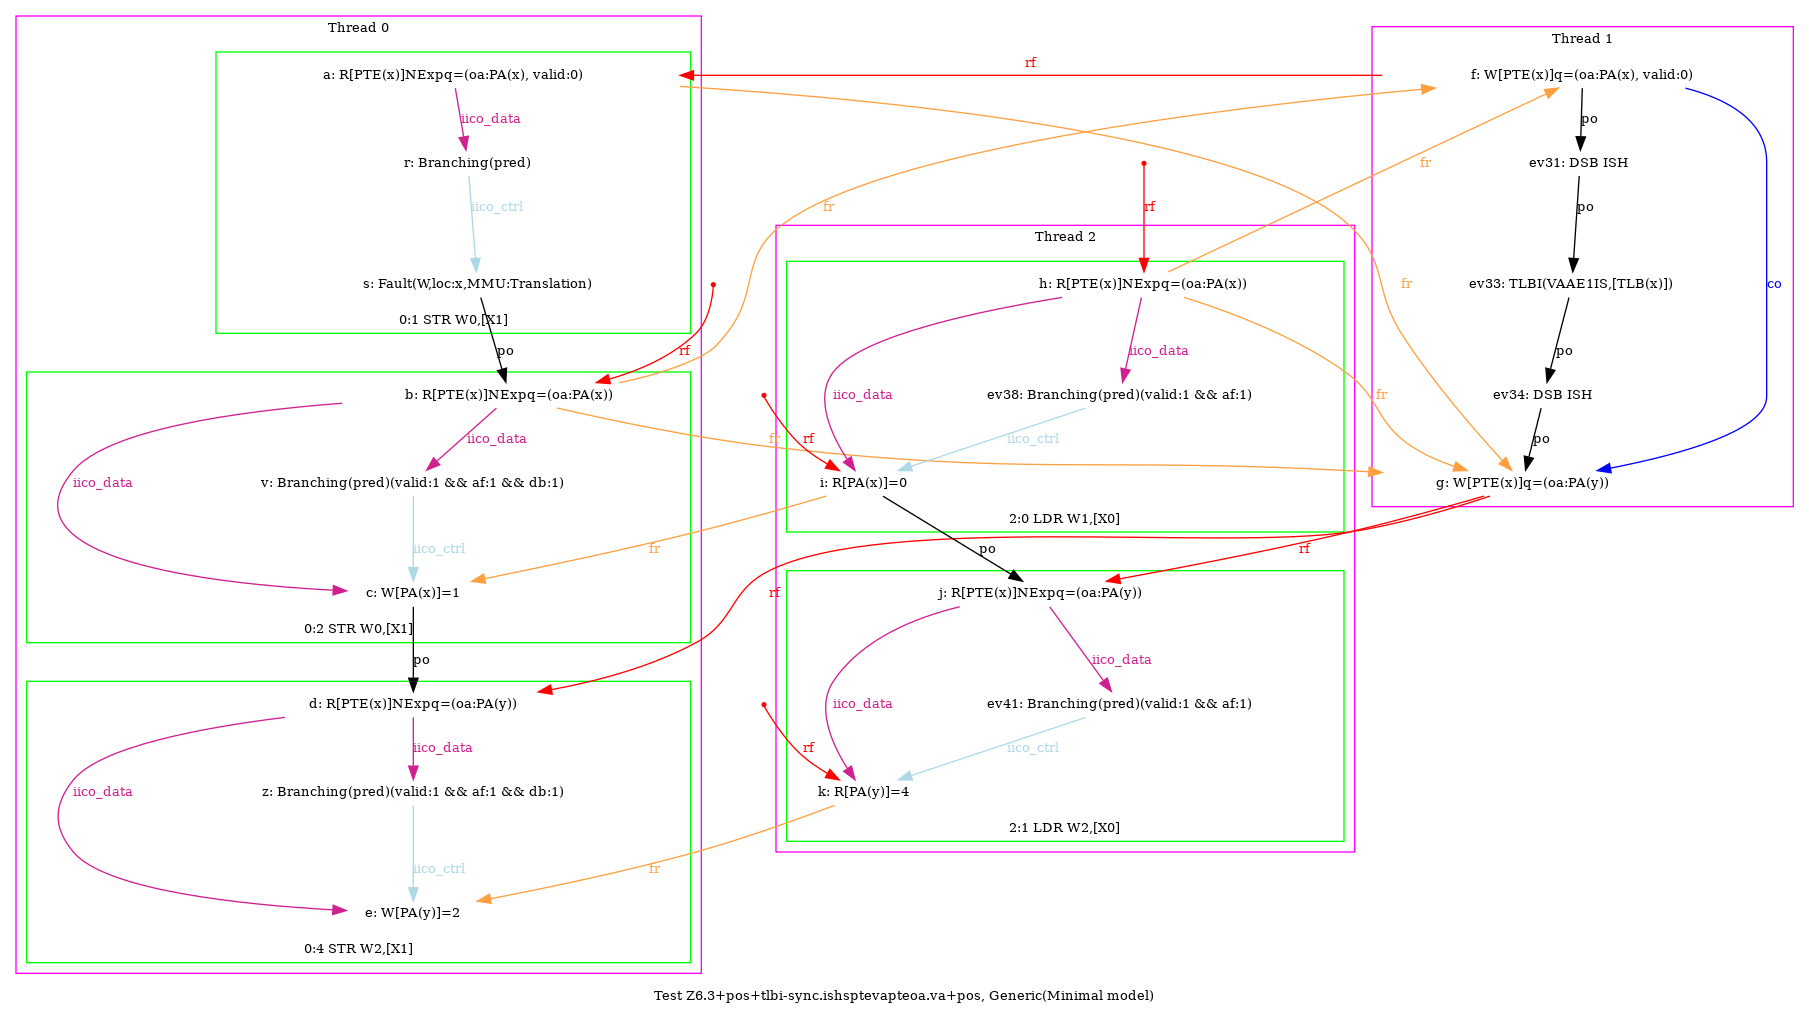 Thread 0
a: R[PTE(x)]NExpq=(oa:PA(x), valid:0)
iico_data
r: Branching(pred)
iico_ctrl
s: Fault(W,loc:x,MMU:Translation)
0:1 STR W0,[X1]
po
b: R[PTE(x)]NExpq=(oa:PA(x))
iico_data
iico_data
v: Branching(pred)(valid:1 && af:1 && db:1)
iico_ctrl
c: W[PA(x)]=1
0:2 STR W0,[X1]
po
d: R[PTE(x)]NExpq=(oa:PA(y))
iico_data
iico_data
z: Branching(pred)(valid:1 && af:1 && db:1)
iico_ctrl
e: W[PA(y)]=2
0:4 STR W2,[X1]
rf
fr
rf
rf
fr
fr
fr
fr
fr
rf
rf
Thread 2
h: R[PTE(x)]NExpq=(oa:PA(x))
iico_data
iico_data
ev38: Branching(pred)(valid:1 && af:1)
iico_ctrl
rf
i: R[PA(x)]=0
2:0 LDR W1,[X0]
po
fr
j: R[PTE(x)]NExpq=(oa:PA(y))
iico_data
iico_data
ev41: Branching(pred)(valid:1 && af:1)
iico_ctrl
rf
k: R[PA(y)]=4
2:1 LDR W2,[X0]
fr
Thread 1
f: W[PTE(x)]q=(oa:PA(x), valid:0)
po
ev31: DSB ISH
po
ev33: TLBI(VAAE1IS,[TLB(x)])
co
po
ev34: DSB ISH
po
g: W[PTE(x)]q=(oa:PA(y))
Test Z6.3+pos+tlbi-sync.ishsptevapteoa.va+pos, Generic(Minimal model)